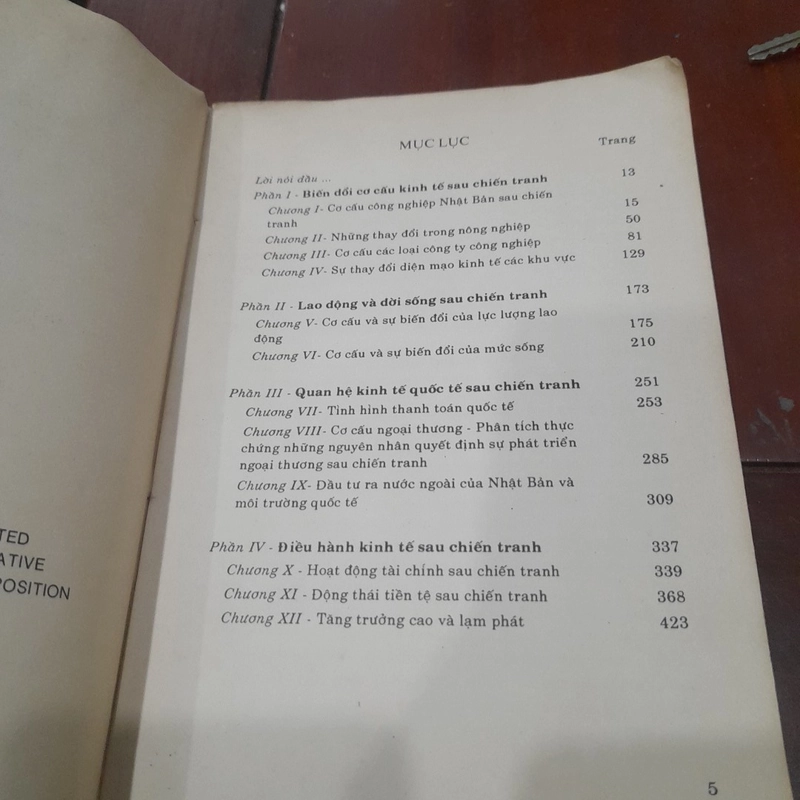 TED
ATIVE
POSITION
MỤC LỤC Trang
Lời nói đầu ...
Phần I - Biến đổi cơ cấu kinh tế sau chiến tranh 13
Chương I- Cơ cấu công nghiệp Nhật Bản sau chiến
tranh 15
Chương II- Những thay đổi trong nông nghiệp 50
Chương III- Cơ cấu các loại công ty công nghiệp 81
Chương IV- Sự thay đổi diện mạo kinh tế các khu vực 129
Phần II - Lao động và đời sống sau chiến tranh 173
Chương V- Cơ cấu và sự biến đổi của lực lượng lao
động 175
Chương VI- Cơ cấu và sự biến đổi của mức sống 210
Phần III - Quan hệ kinh tế quốc tế sau chiến tranh 251
Chương VII- Tình hình thanh toán quốc tế 253
Chương VIII- Cơ cấu ngoại thương - Phân tích thực
chứng những nguyên nhân quyết định sự phát triển
ngoại thương sau chiến tranh 285
Chương IX- Đầu tư ra nước ngoài của Nhật Bản và
môi trường quốc tế 309
Phần IV - Điều hành kinh tế sau chiến tranh 337
Chương X - Hoạt động tài chính sau chiến tranh 339
Chương XI - Động thái tiền tệ sau chiến tranh 368
Chương XII - Tăng trưởng cao và lạm phát 423
5